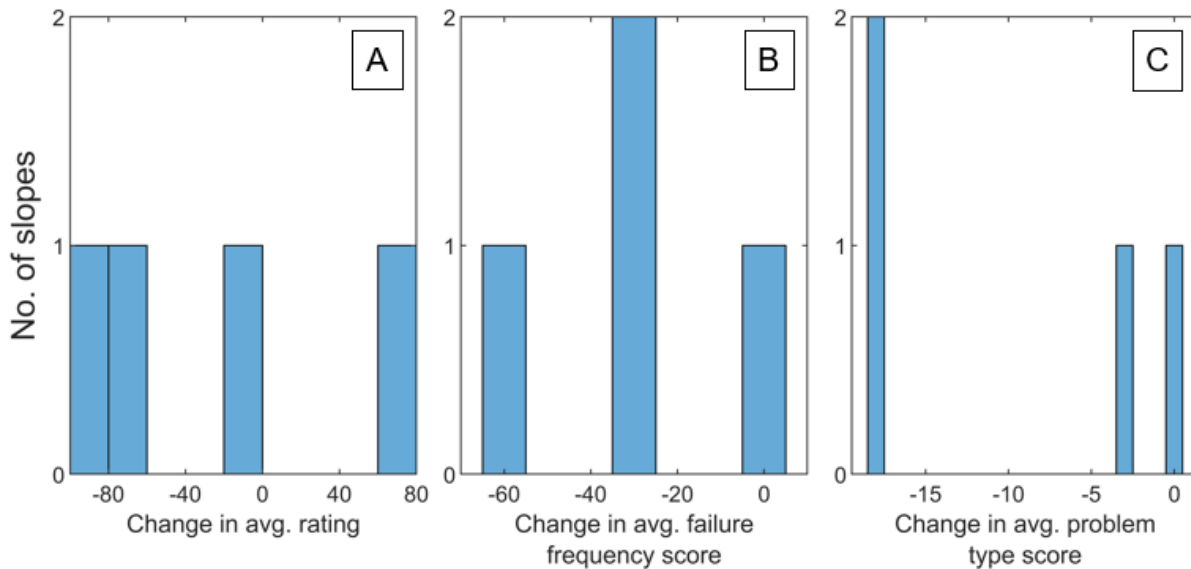 2
1
0
A
-80
-40
0
40
80
No. of slopes
Change in avg. rating
2
1
0
B
-60
-40
-20
0
Change in avg. failure
frequency score
2
1
0
C
-15
-10
-5
0
Change in avg. problem
type score